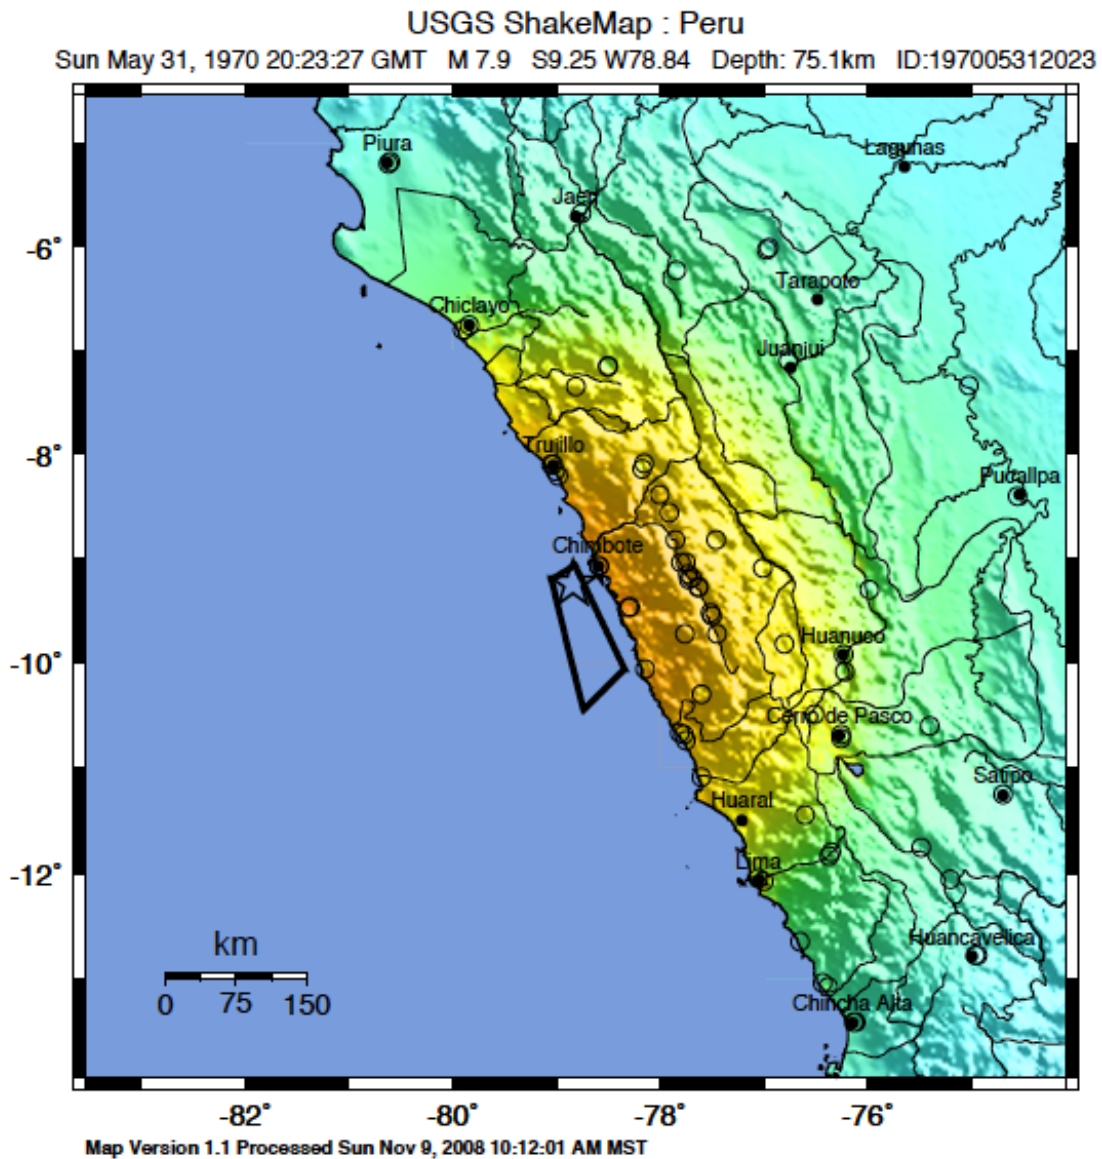 USGS ShakeMap : Peru
Sun May 31, 1970 20:23:27 GMT M 7.9 S9.25 W78.84 Depth: 75.1km ID:197005312023
Piura
Lagunas
Jaen
-6°
Tarapoto
Chiclayo
Juanjui
Trujillo
-8°
Pucallpa
Chimbote
Huanuco
-10°
Cerro de Pasco
Satipo
Huaral
Lima
-12°
Huancavelica
km
0 75 150
Chincha Alta
-82° -80° -78° -76°
Map Version 1.1 Processed Sun Nov 9, 2008 10:12:01 AM MST